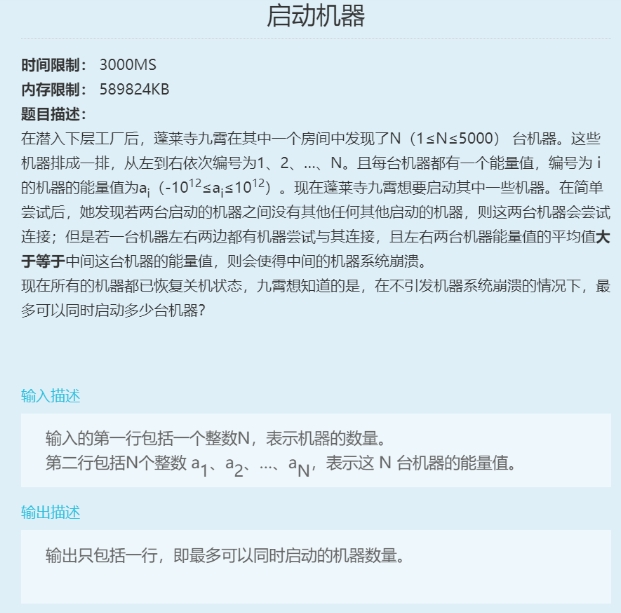 启动机器
时间限制： 3000MS
内存限制： 589824KB
题目描述：
在潜入下层工厂后，蓬莱寺九霄在其中一个房间中发现了N（1≤N≤5000） 台机器。这些
机器排成一排，从左到右依次编号为1、2、…、N。且每台机器都有一个能量值，编号为 i
的机器的能量值为aᵢ（-10¹²≤aᵢ≤10¹²）。现在蓬莱寺九霄想要启动其中一些机器。在简单
尝试后，她发现若两台启动的机器之间没有其他任何其他启动的机器，则这两台机器会尝试
连接；但是若一台机器左右两边都有机器尝试与其连接，且左右两台机器能量值的平均值大
于等于中间这台机器的能量值，则会使得中间的机器系统崩溃。
现在所有的机器都已恢复关机状态，九霄想知道的是，在不引发机器系统崩溃的情况下，最
多可以同时启动多少台机器？
输入描述
输入的第一行包括一个整数N，表示机器的数量。
第二行包括N个整数 a₁、a₂、…、a_N，表示这 N 台机器的能量值。
输出描述
输出只包括一行，即最多可以同时启动的机器数量。